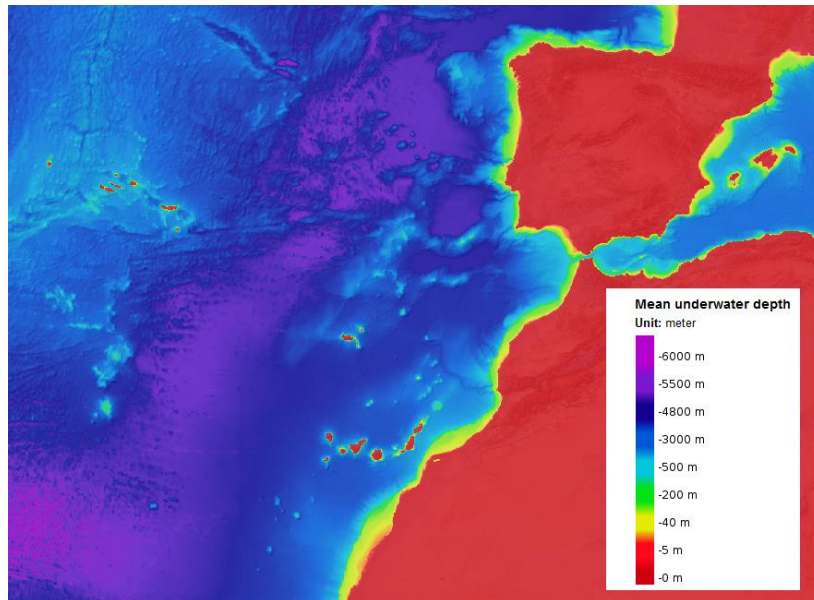 Mean underwater depth
Unit: meter
-6000 m
-5500 m
-4800 m
-3000 m
-500 m
-200 m
-40 m
-5 m
-0 m